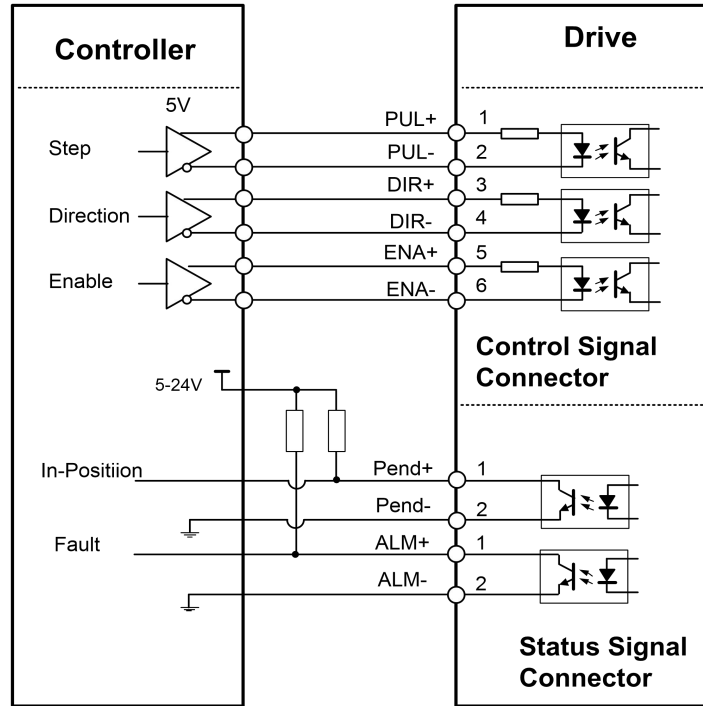 Controller
Drive
5V
Step
PUL+
1
PUL-
2
Direction
DIR+
3
DIR-
4
Enable
ENA+
5
ENA-
6
Control Signal
Connector
5-24V
In-Positiion
Pend+
1
Pend-
2
Fault
ALM+
1
ALM-
2
Status Signal
Connector